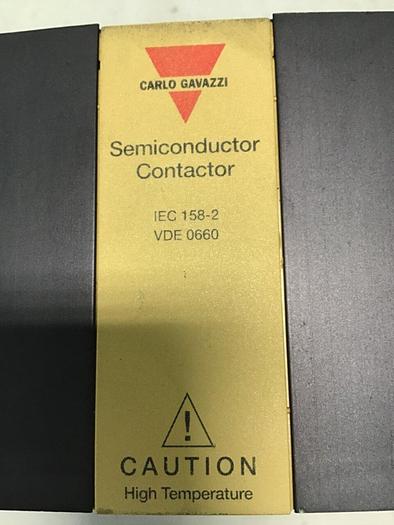 CARLO GAVAZZI
Semiconductor
Contactor
IEC 158-2
VDE 0660
!
CAUTION
High Temperature